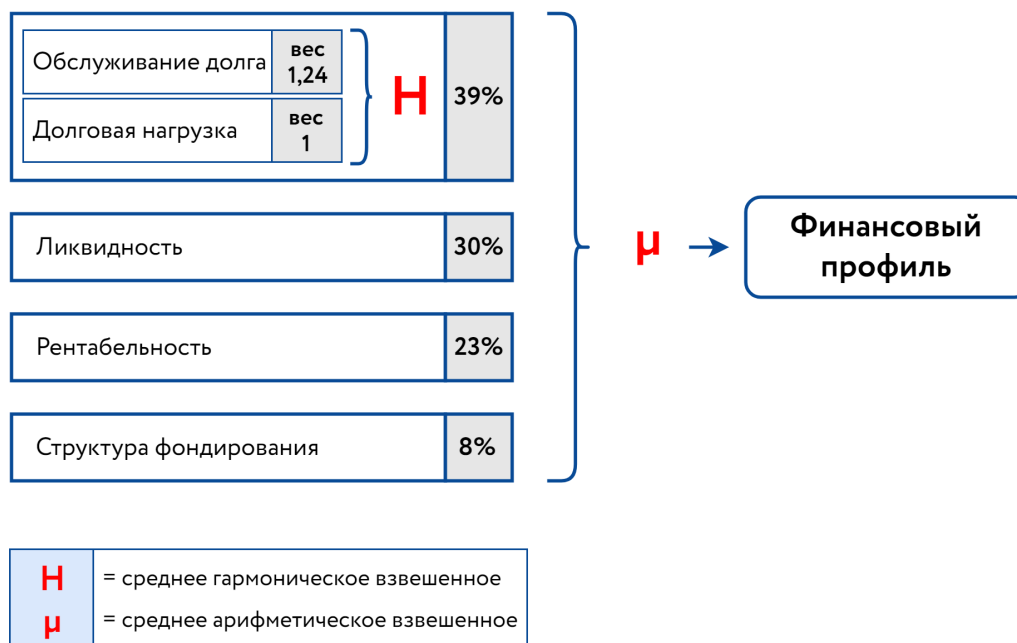 Обслуживание долга
вес
1,24
Долговая нагрузка
вес
1
H
39%
Ликвидность
30%
Рентабельность
23%
Структура фондирования
8%
μ
Финансовый
профиль
H = среднее гармоническое взвешенное
μ = среднее арифметическое взвешенное